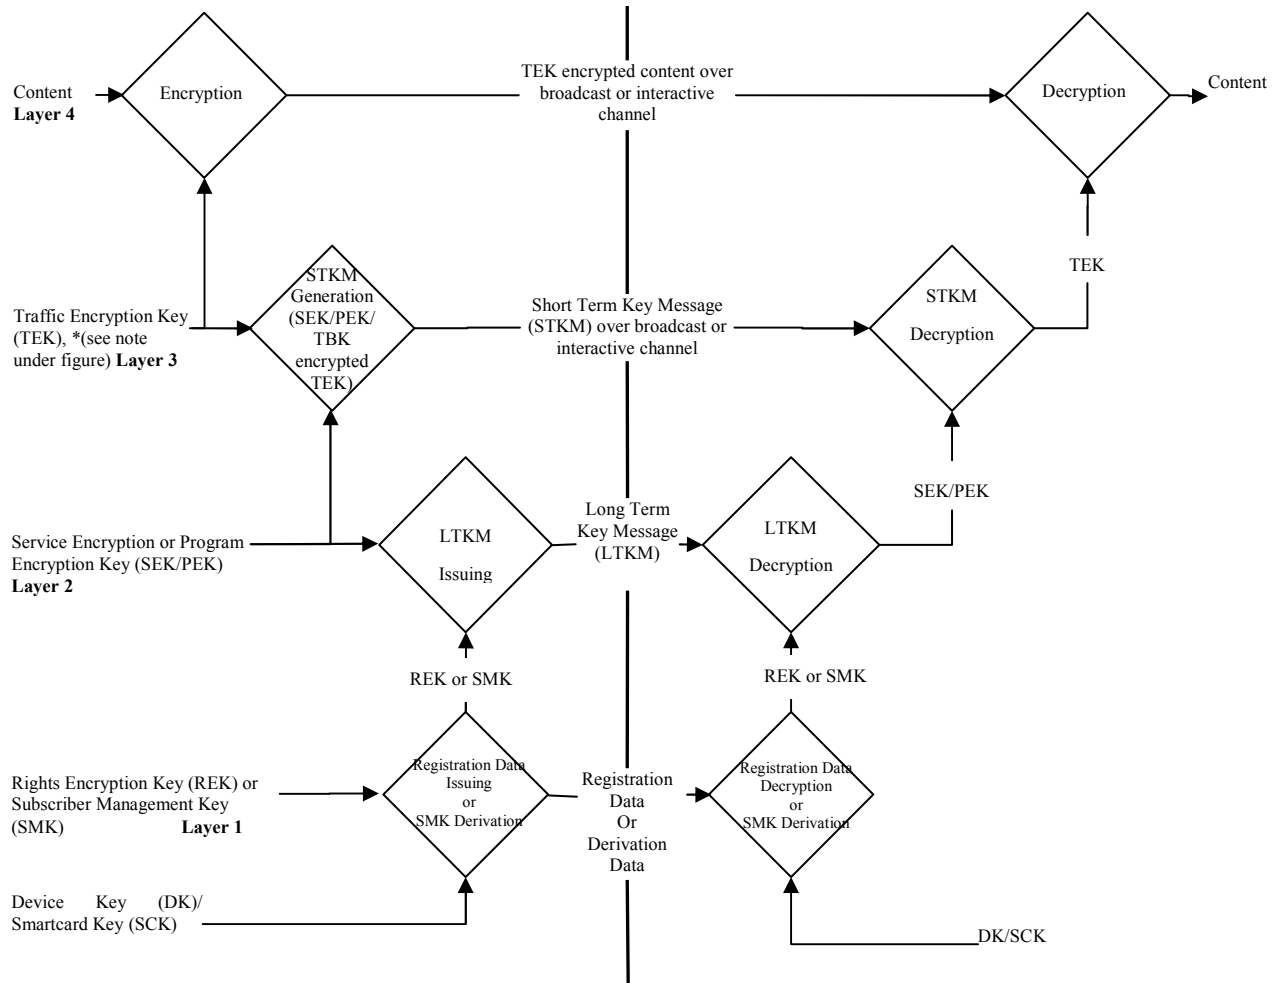 TEK encrypted content over
broadcast or interactive
channel
Content
Layer 4
Encryption
Decryption
Content
TEK
STKM
Generation
(SEK/PEK/
TBK
encrypted
TEK)
Traffic Encryption Key
(TEK), *(see note
under figure) Layer 3
Short Term Key Message
(STKM) over broadcast or
interactive channel
STKM
Decryption
SEK/PEK
Service Encryption or Program
Encryption Key (SEK/PEK)
Layer 2
LTKM
Issuing
Long Term
Key Message
(LTKM)
LTKM
Decryption
REK or SMK
REK or SMK
Rights Encryption Key (REK) or
Subscriber Management Key
(SMK) Layer 1
Registration Data
Issuing
or
SMK Derivation
Registration
Data
Or
Derivation
Data
Registration Data
Decryption
or
SMK Derivation
Device Key (DK)/
Smartcard Key (SCK)
DK/SCK